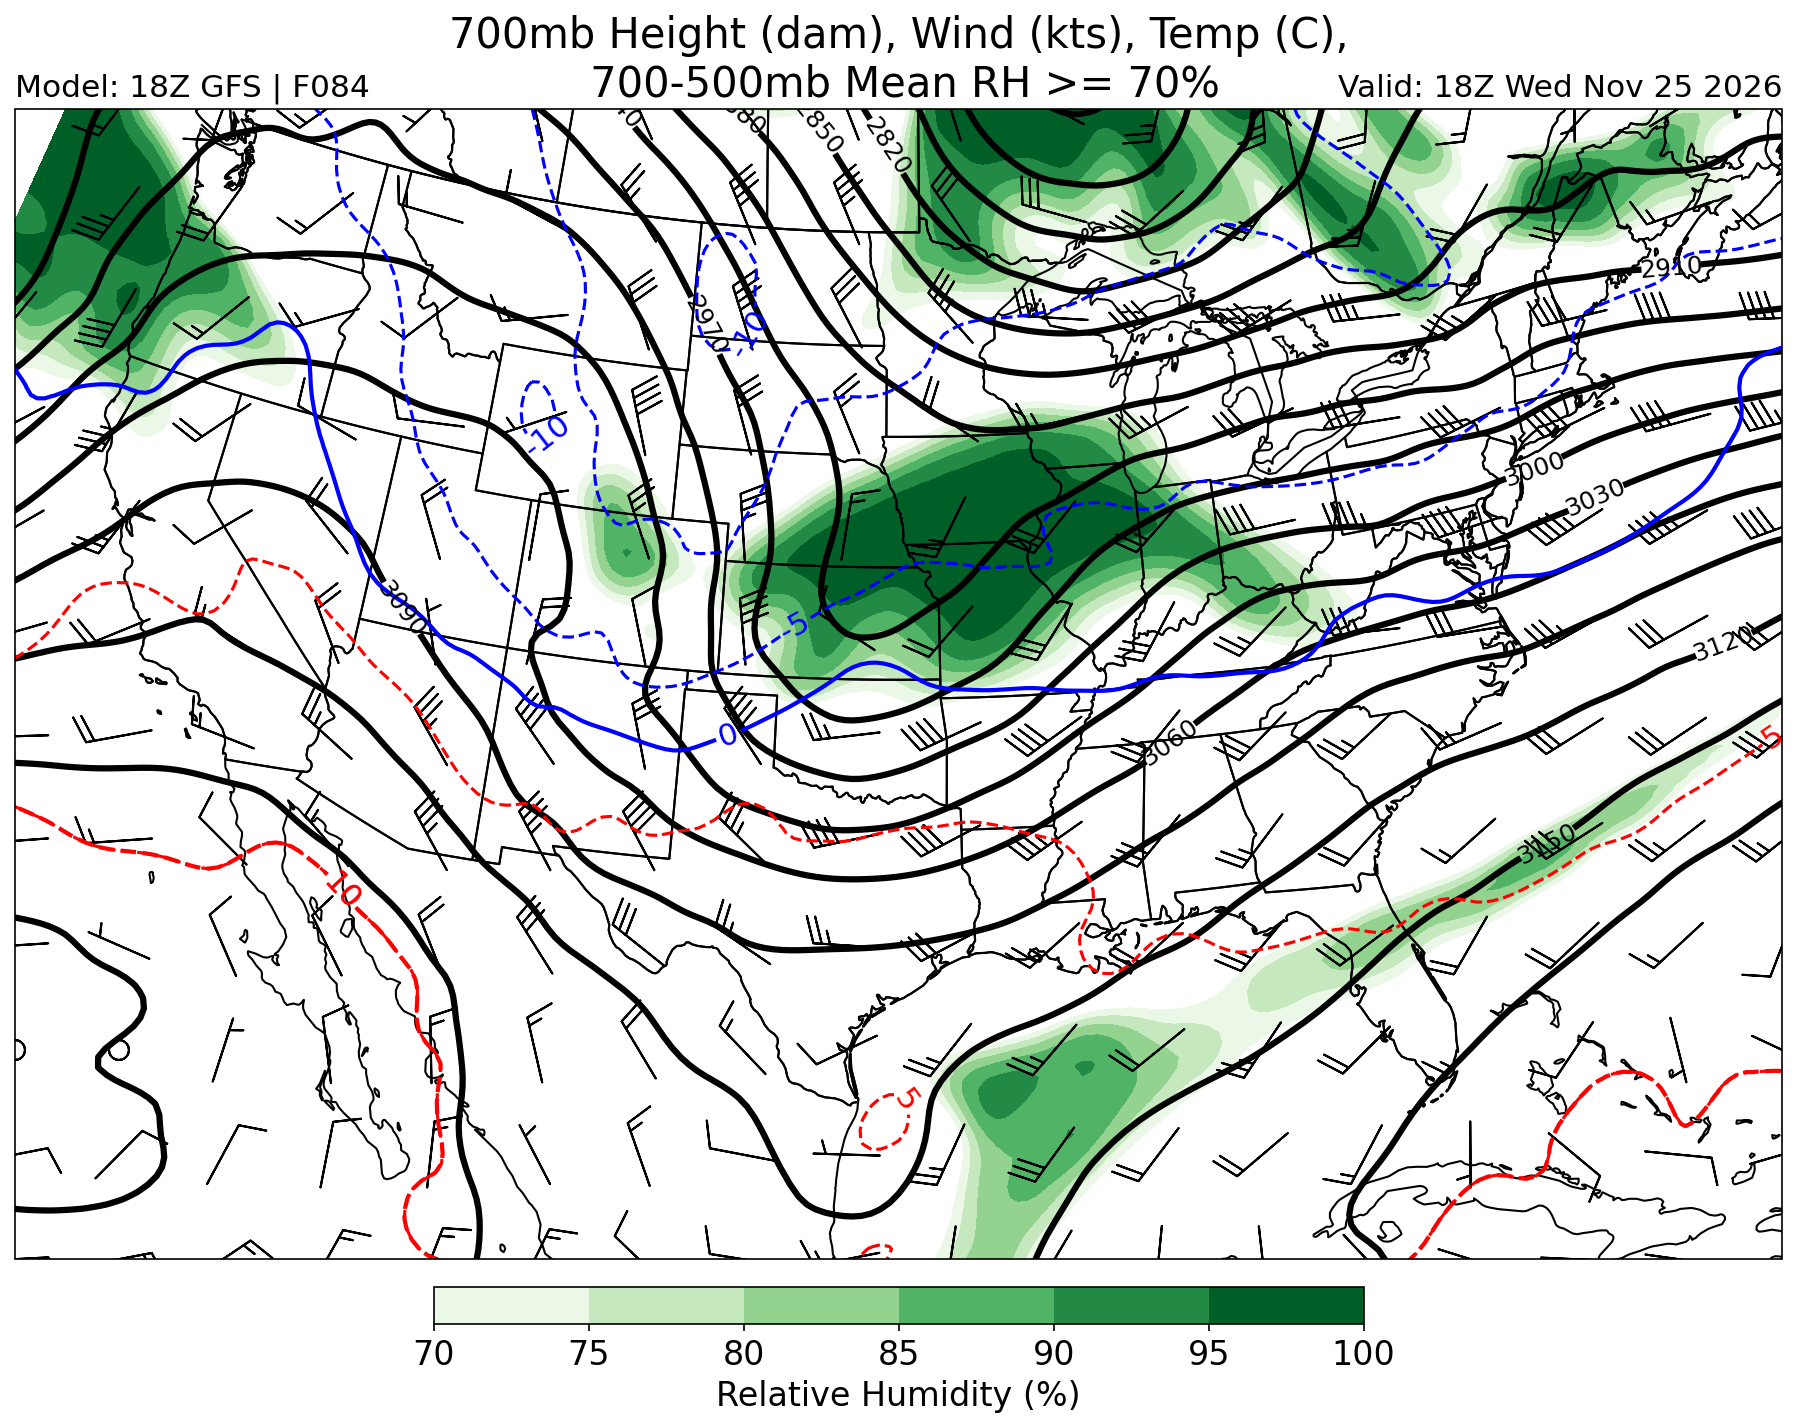 700mb Height (dam), Wind (kts), Temp (C),
700-500mb Mean RH >= 70%
Model: 18Z GFS | F084
Valid: 18Z Wed Nov 25 2026
2850
2820
2910
2970
-10
-10
3000
3030
3090
-5
3120
0
3060
-5
3150
10
5
70 75 80 85 90 95 100
Relative Humidity (%)